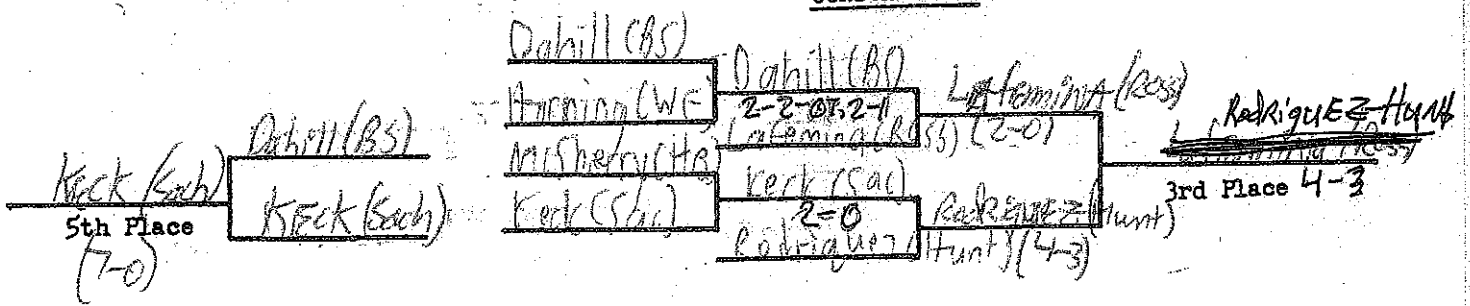 Dahill (BS)
Dahill (BS)
2-2-OT, 2-1
LAfeminA (Ross)
(WE)
Lafemina (Ross) (2-0)
RodriguEZ-Hunt
Dahill (BS)
McSherry (HB)
Keck (Sach)
5th Place
(7-0)
KEck (Sach)
Keck (Sac)
Keck (Sac)
2-0
RodRiguEZ (Hunt)
Rodriguez (Hunt) (4-3)
3rd Place 4-3